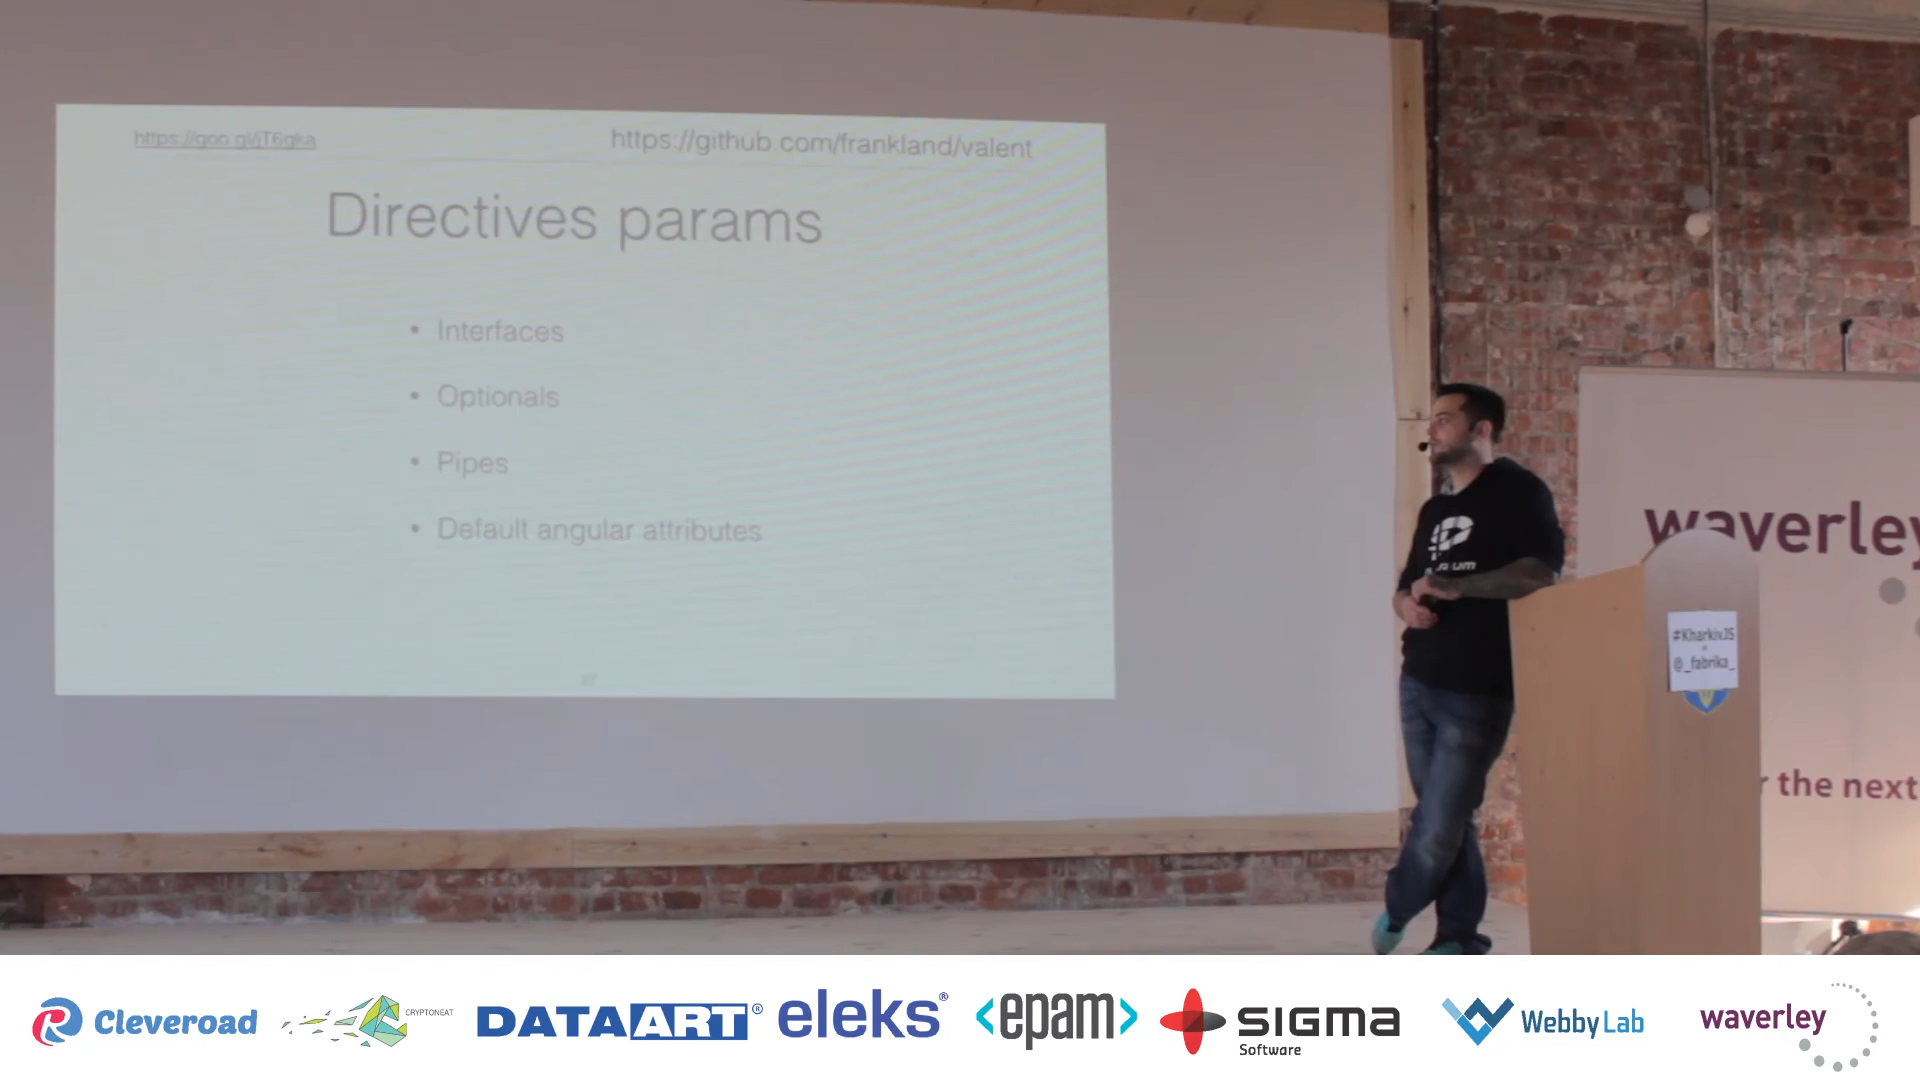 https://goo.gl/jT6gka
https://github.com/frankland/valent
Directives params
• Interfaces
• Optionals
• Pipes
• Default angular attributes
waverley
the next
#KharkivJS
@_fabrika_
Cleveroad
CRYPTONEAT
DATAART®
eleks®
<epam>
SIGMA
Software
WebbyLab
waverley